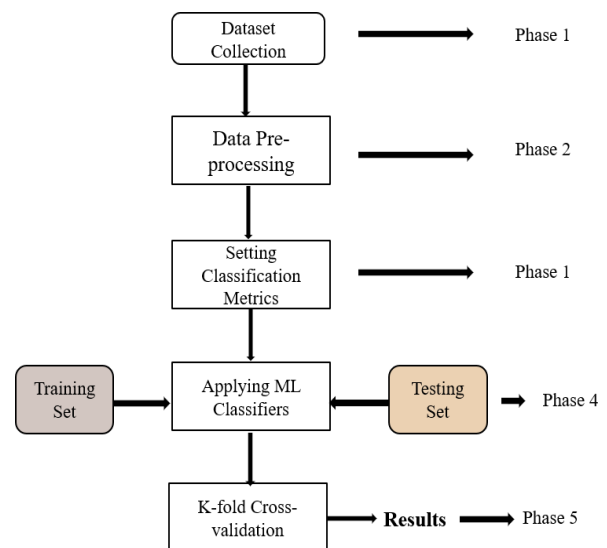 Dataset
Collection
Phase 1
Data Pre-
processing
Phase 2
Setting
Classification
Metrics
Phase 1
Training
Set
Applying ML
Classifiers
Testing
Set
Phase 4
K-fold Cross-
validation
Results
Phase 5